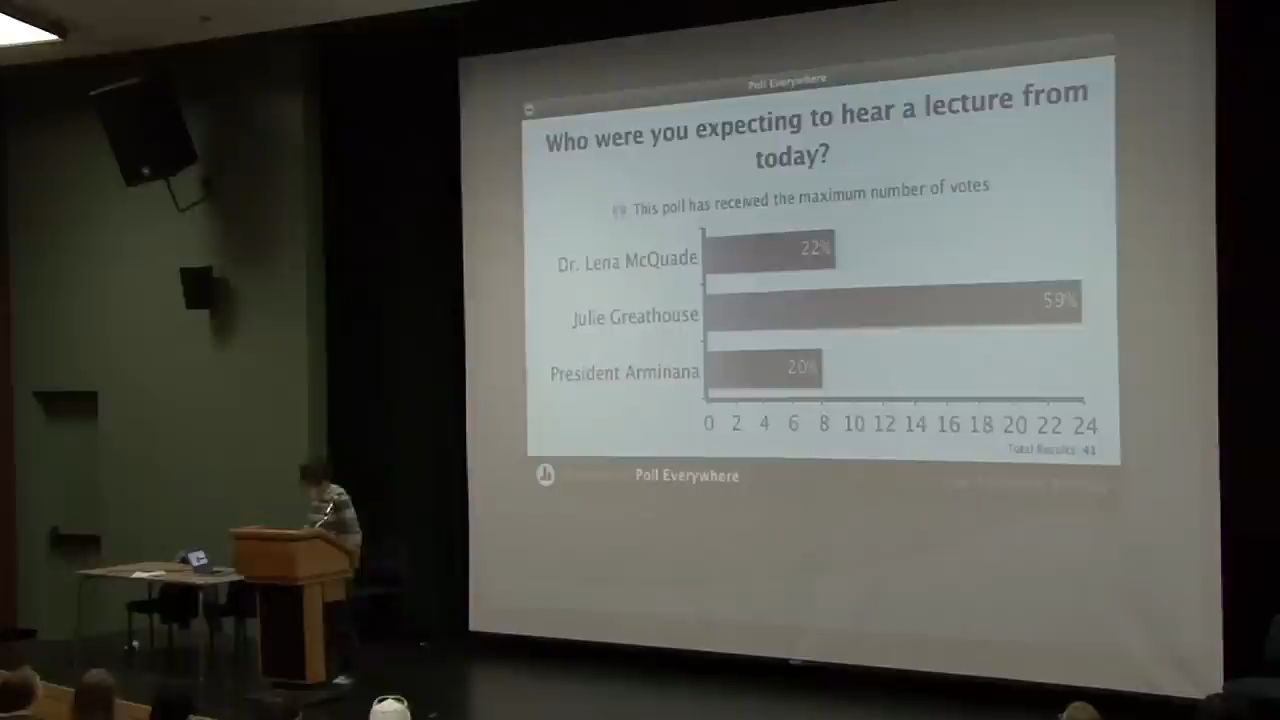 Poll Everywhere
Who were you expecting to hear a lecture from
today?
This poll has received the maximum number of votes
Dr. Lena McQuade 22%
Julie Greathouse 59%
President Arminana 20%
0 2 4 6 8 10 12 14 16 18 20 22 24
Total Results: 41
Poll Everywhere